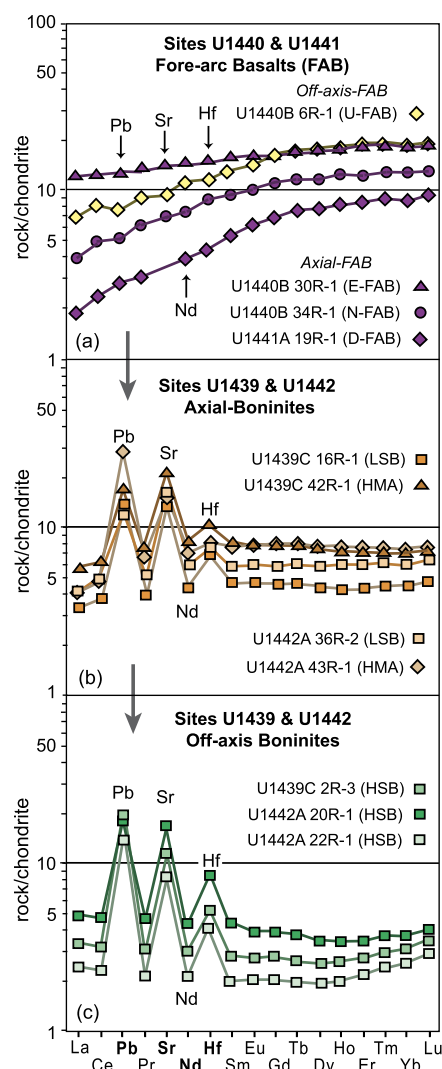 100
Sites U1440 & U1441
Fore-arc Basalts (FAB)
50
Off-axis-FAB
U1440B 6R-1 (U-FAB)
Pb
Sr
Hf
rock/chondrite
10
5
Axial-FAB
U1440B 30R-1 (E-FAB)
Nd
U1440B 34R-1 (N-FAB)
U1441A 19R-1 (D-FAB)
(a)
1
Sites U1439 & U1442
Axial-Boninites
50
Pb
Sr
U1439C 16R-1 (LSB)
U1439C 42R-1 (HMA)
Hf
rock/chondrite
10
5
Nd
U1442A 36R-2 (LSB)
U1442A 43R-1 (HMA)
(b)
1
Sites U1439 & U1442
Off-axis Boninites
50
Pb
Sr
U1439C 2R-3 (HSB)
U1442A 20R-1 (HSB)
U1442A 22R-1 (HSB)
Hf
rock/chondrite
10
5
Nd
(c)
1
La Pb Sr Hf Eu Tb Ho Tm Lu
Ce Pr Nd Sm Gd Dy Er Yb